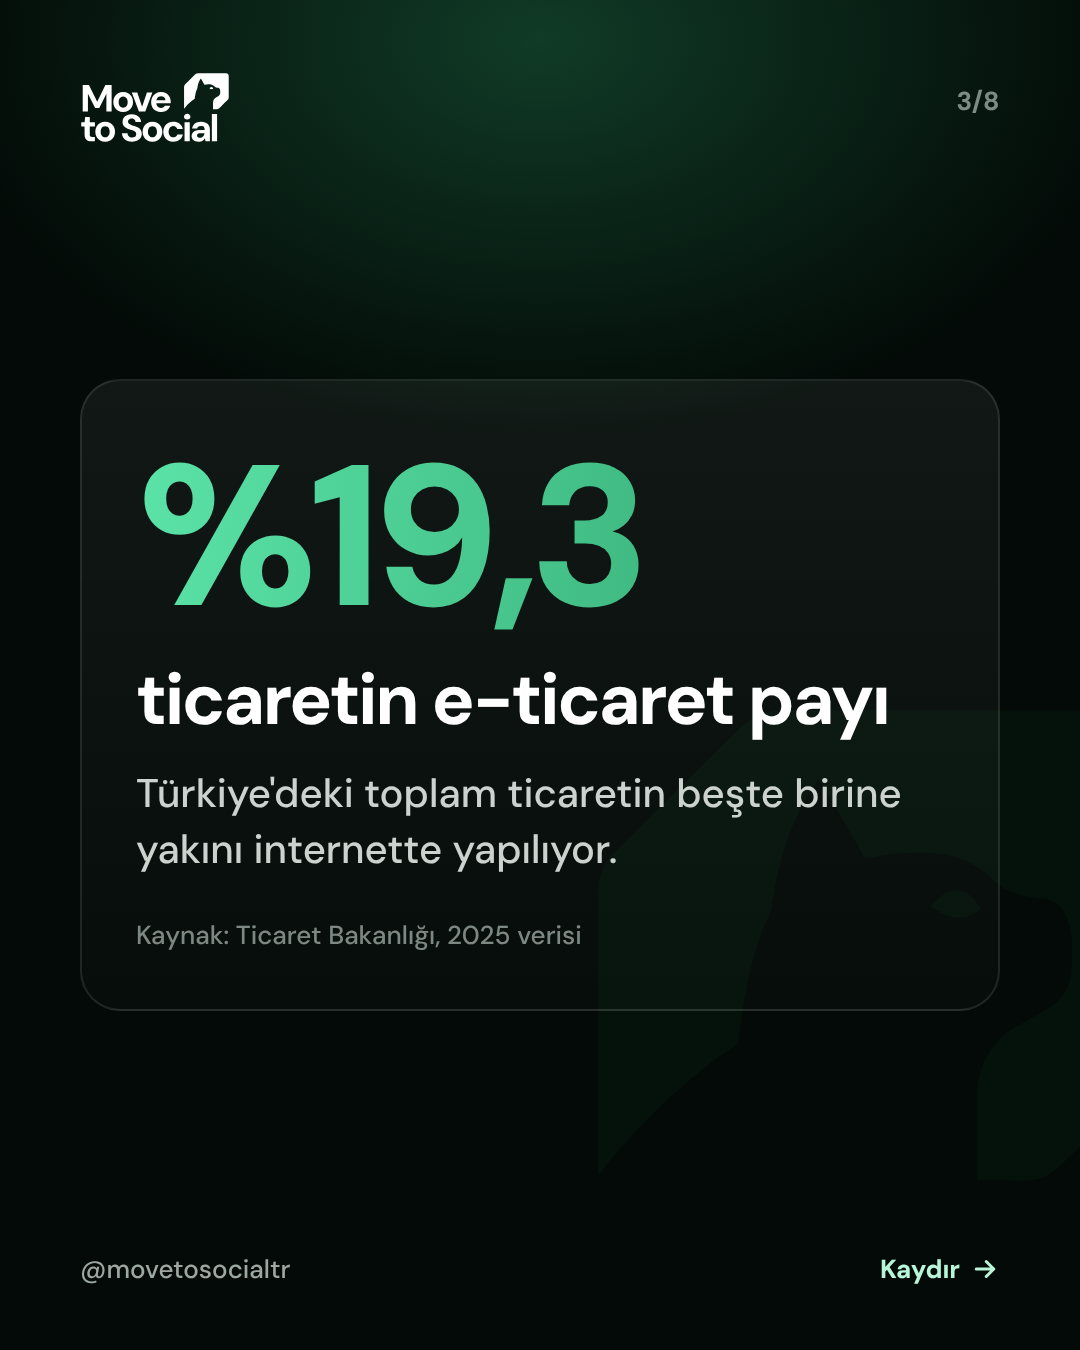 Move
to Social
3/8
%19,3
ticaretin e-ticaret payı
Türkiye'deki toplam ticaretin beşte birine
yakını internette yapılıyor.
Kaynak: Ticaret Bakanlığı, 2025 verisi
@movetosocialtr
Kaydır →